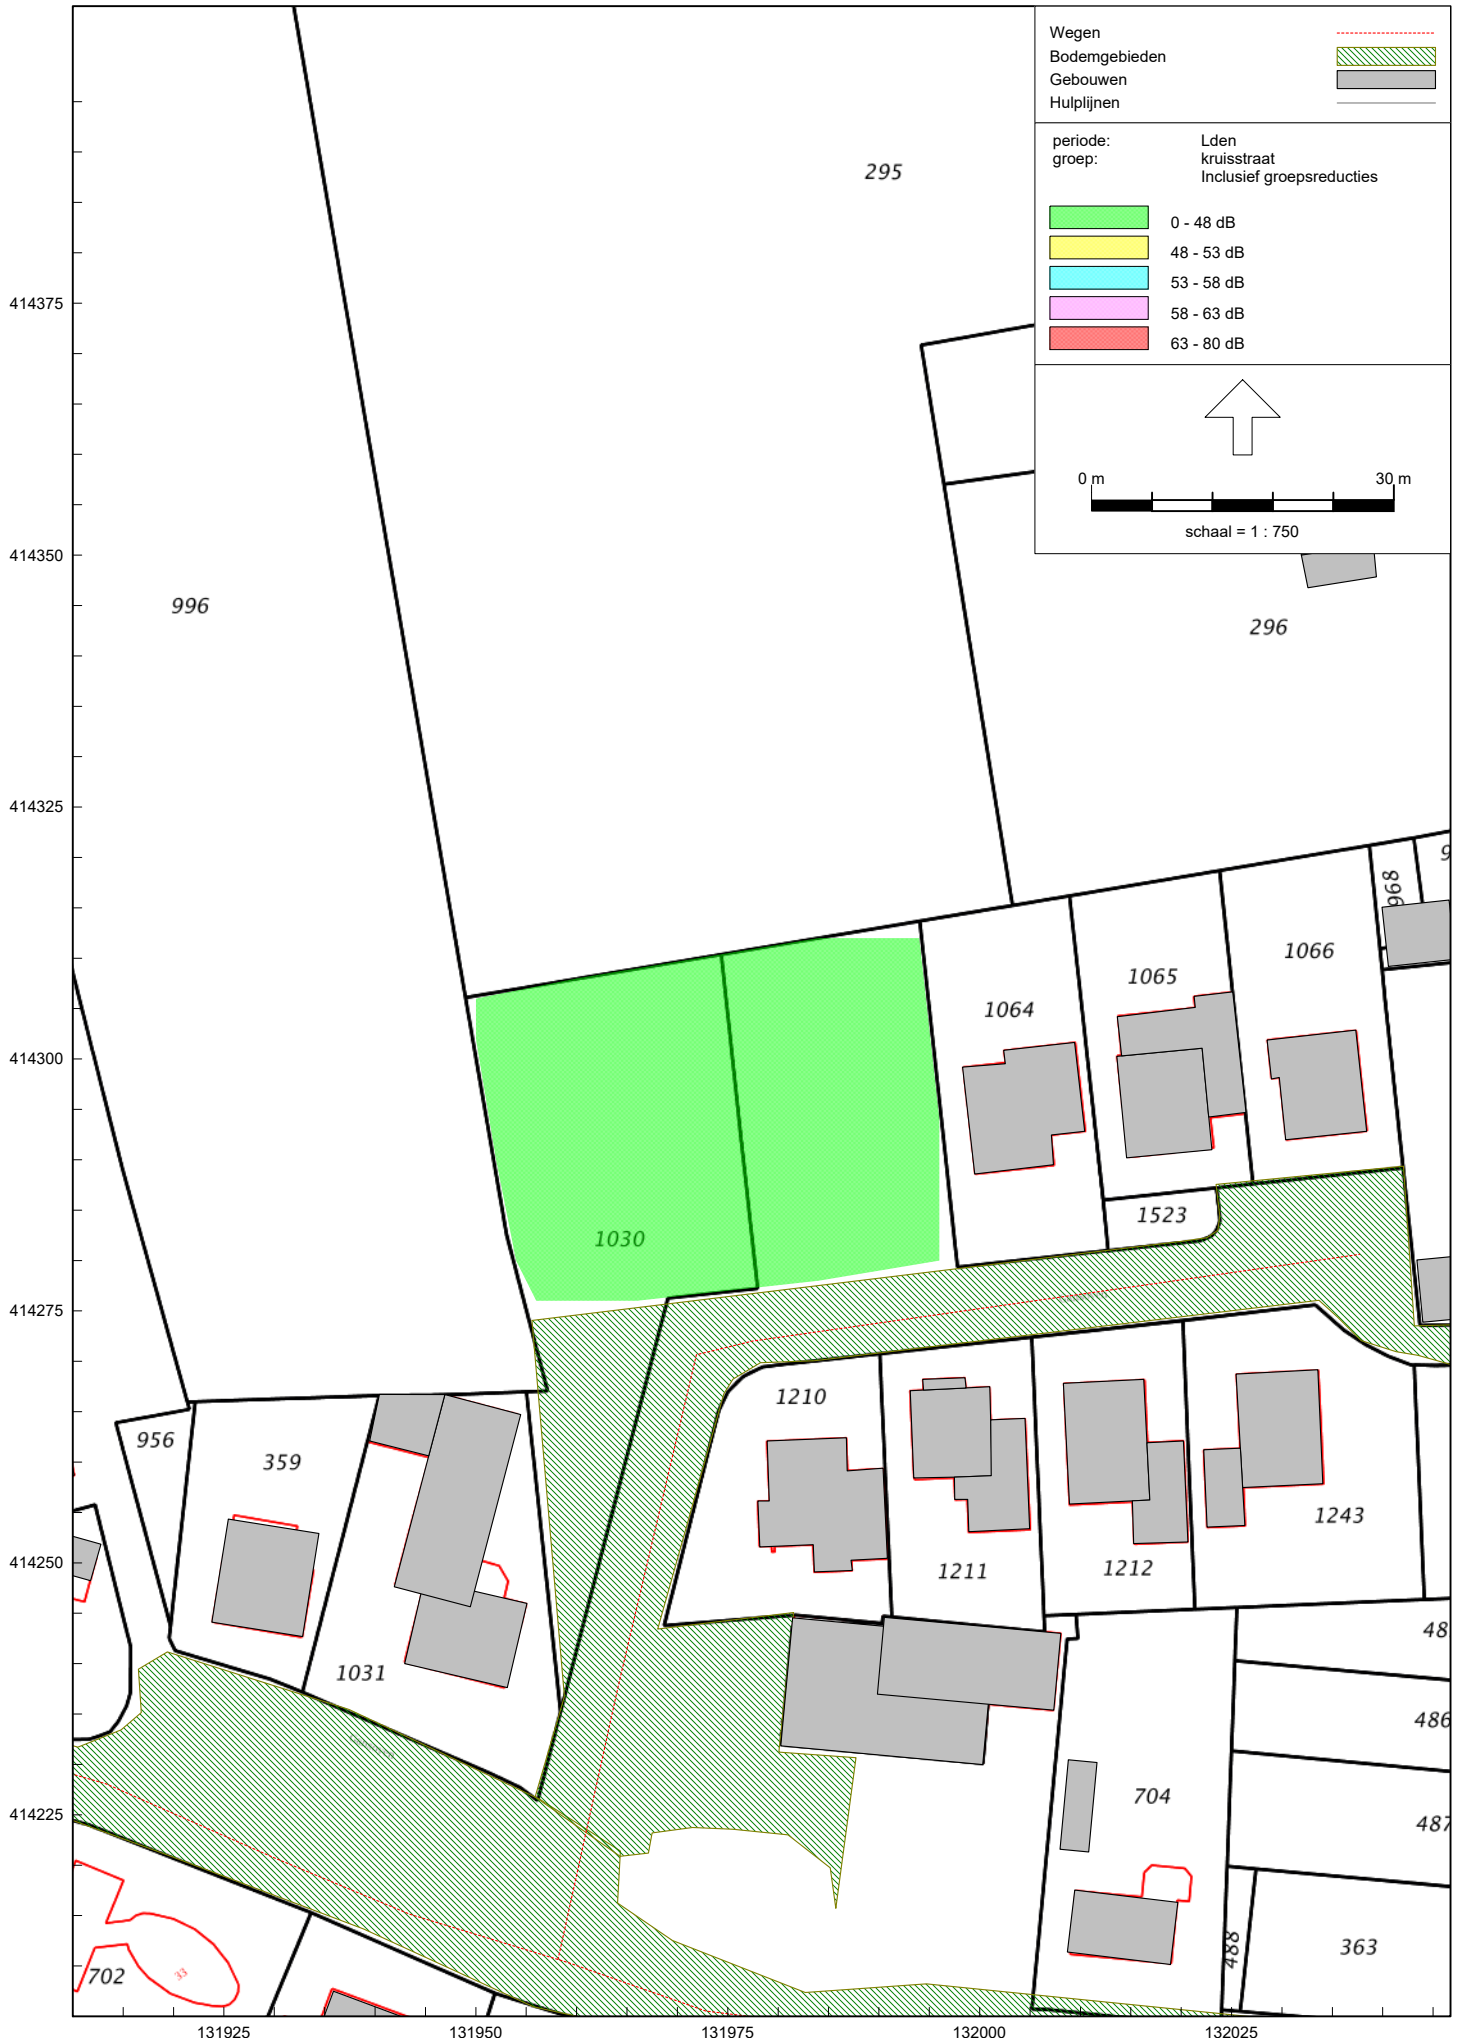 Wegen
Bodemgebieden
Gebouwen
Hulplijnen
periode: Lden
groep: kruisstraat
Inclusief groepsreducties
0 - 48 dB
48 - 53 dB
53 - 58 dB
58 - 63 dB
63 - 80 dB
0 m 30 m
schaal = 1 : 750
295
414375
414350
996
296
414325
9
968
1066
1065
1064
414300
1523
1030
414275
1210
956
359
1243
1212
1211
414250
48
1031
486
704
414225
487
363
488
702
33
131925 131950 131975 132000 132025